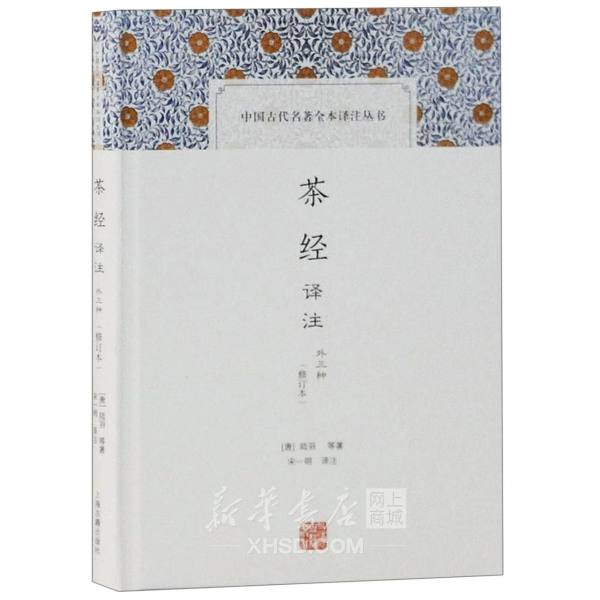 中国古代名著全本译注丛书
茶经译注
外三种
（修订本）
[唐] 陆羽 等著
宋一明 译注
茶经译注 外三种（修订本）
[唐] 陆羽 等著
宋一明 译注
上海古籍出版社
新华书店
网上商城
XHSD.COM